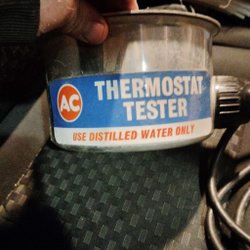 AC
THERMOSTAT
TESTER
USE DISTILLED WATER ONLY